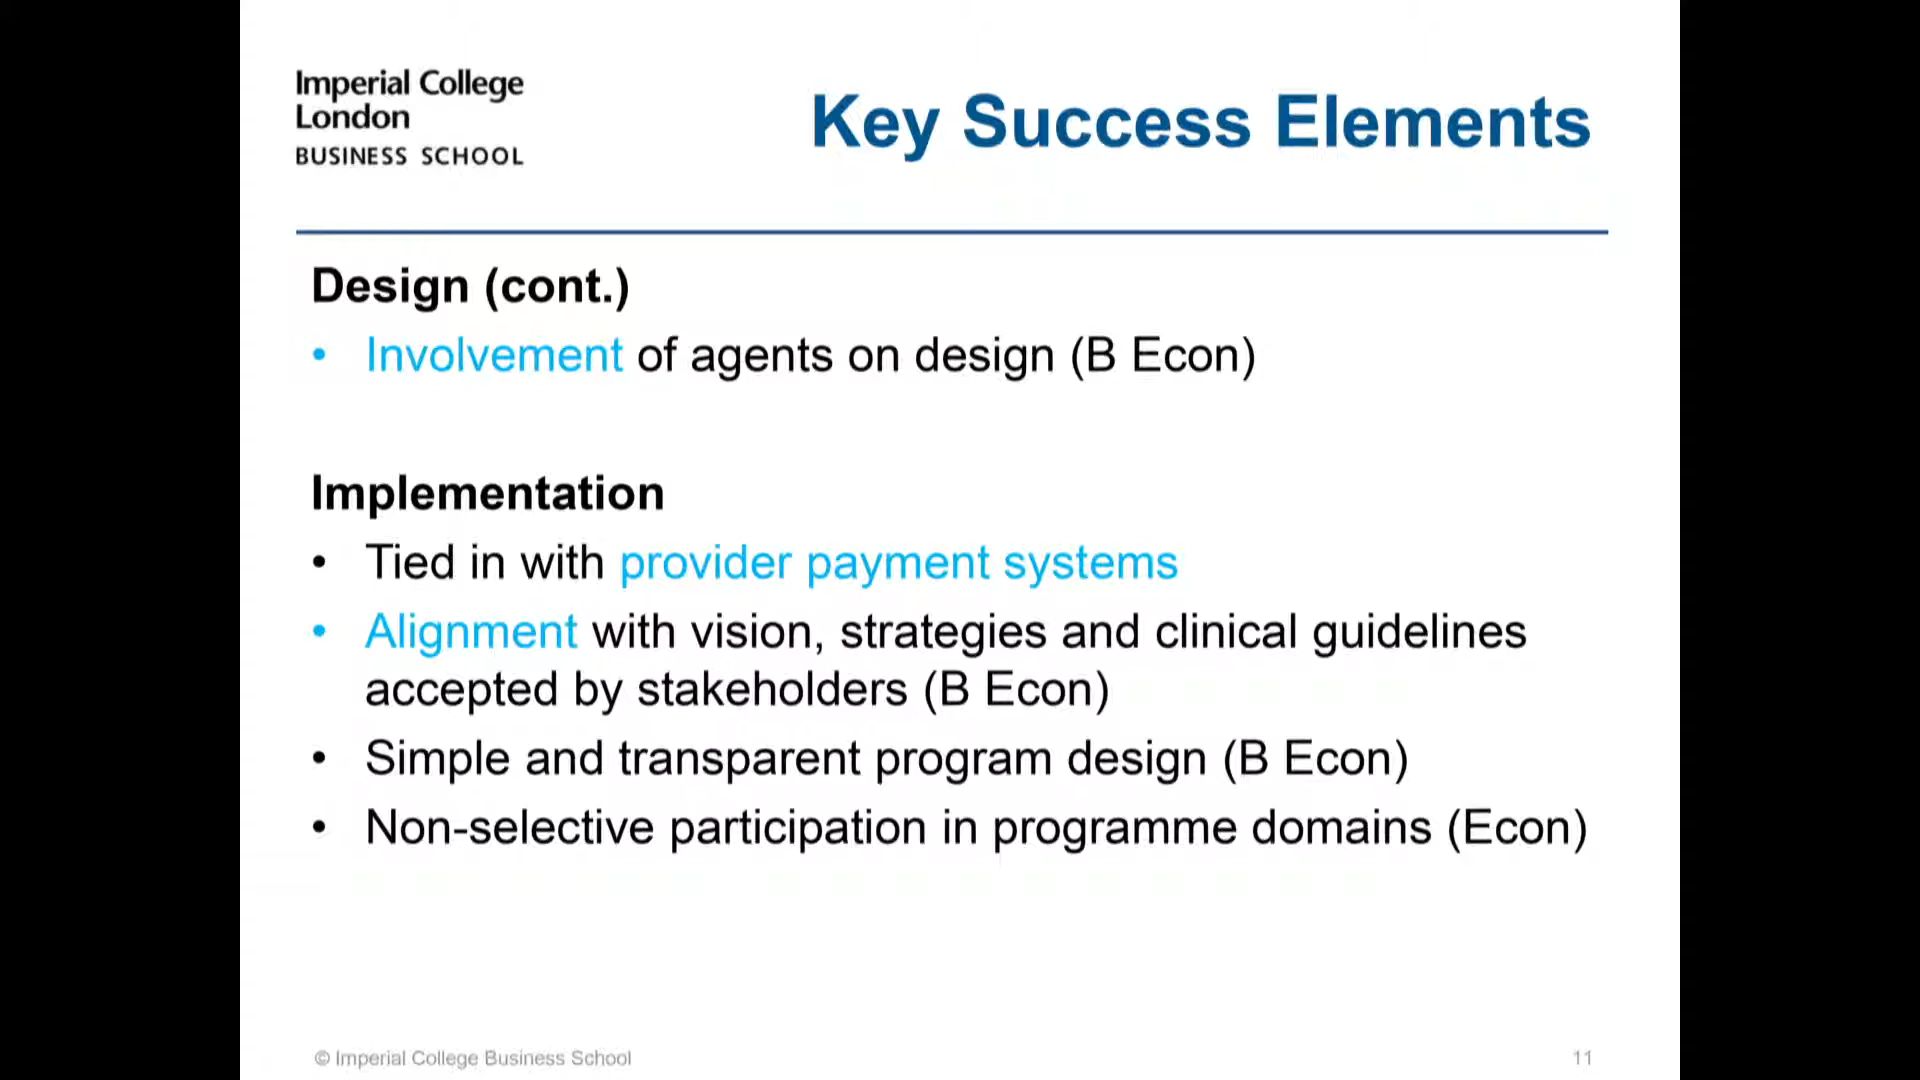 Imperial College
London
BUSINESS SCHOOL
Key Success Elements
Design (cont.)
• Involvement of agents on design (B Econ)
Implementation
• Tied in with provider payment systems
• Alignment with vision, strategies and clinical guidelines
accepted by stakeholders (B Econ)
• Simple and transparent program design (B Econ)
• Non-selective participation in programme domains (Econ)
© Imperial College Business School
11